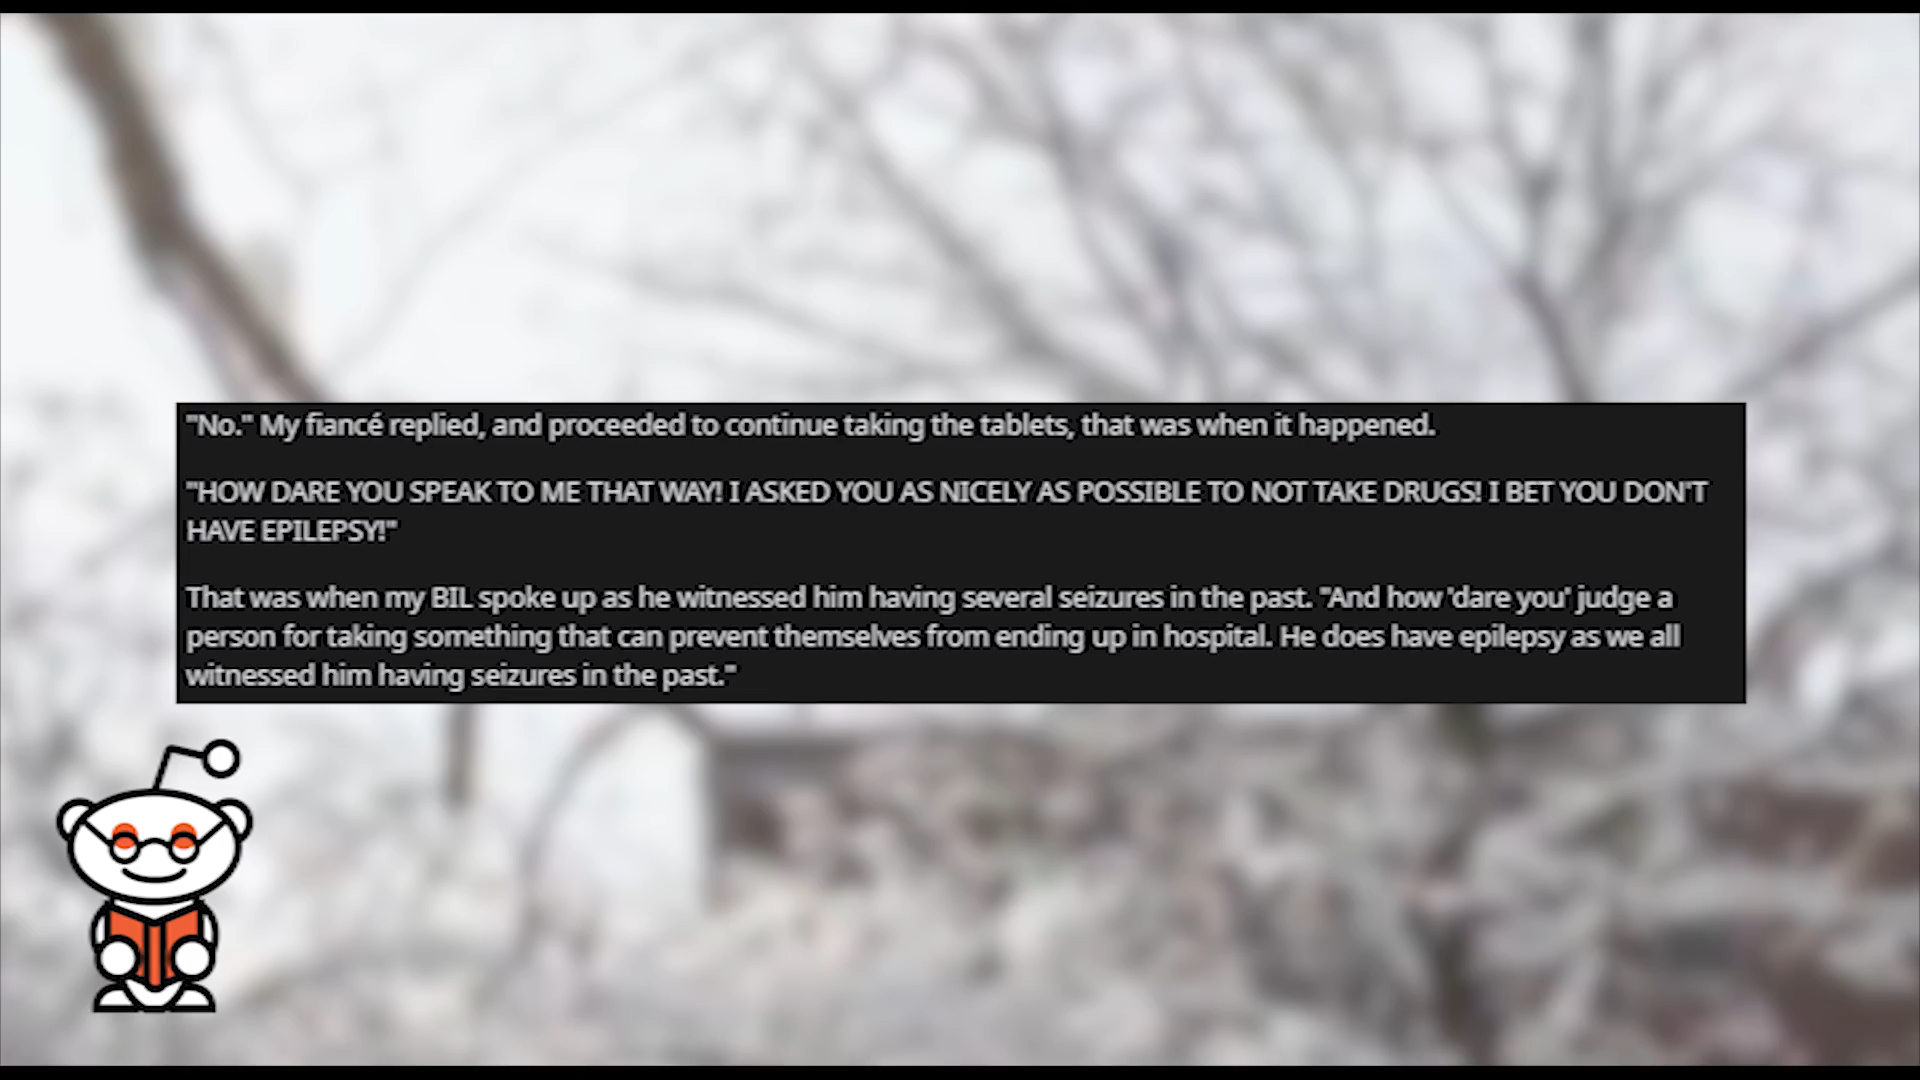 "No." My fiancé replied, and proceeded to continue taking the tablets, that was when it happened.
"HOW DARE YOU SPEAK TO ME THAT WAY! I ASKED YOU AS NICELY AS POSSIBLE TO NOT TAKE DRUGS! I BET YOU DON'T
HAVE EPILEPSY!"
That was when my BIL spoke up as he witnessed him having several seizures in the past. "And how 'dare you' judge a
person for taking something that can prevent themselves from ending up in hospital. He does have epilepsy as we all
witnessed him having seizures in the past."